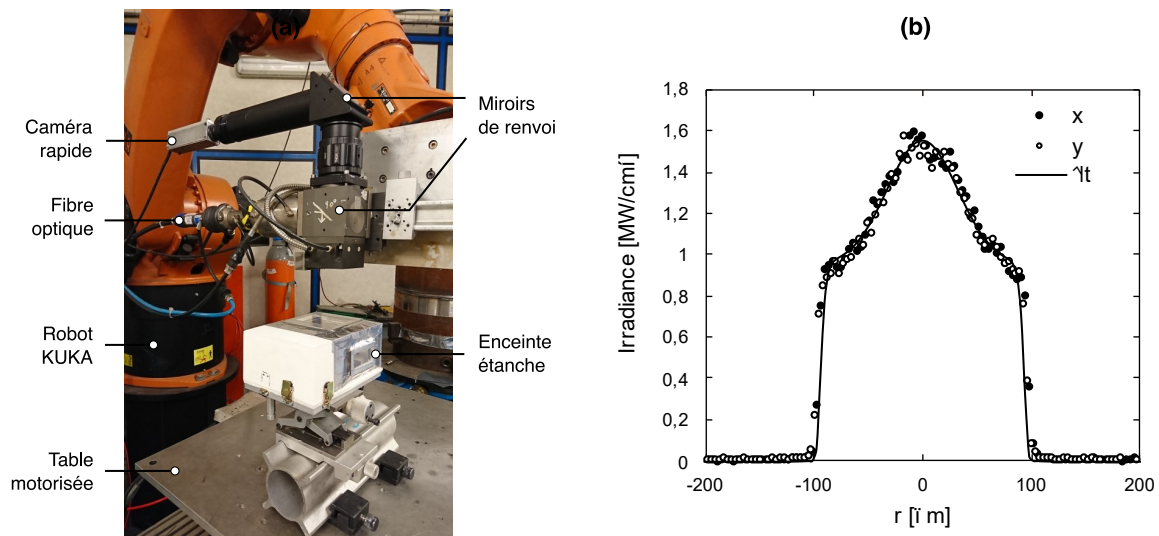 (a)
Caméra
rapide
Fibre
optique
Robot
KUKA
Table
motorisée
Miroirs
de renvoi
Enceinte
étanche
(b)
Irradiance [MW/cmí]
1,8
1,6
1,4
1,2
1
0,8
0,6
0,4
0,2
0
-200
-100
0
100
200
r [ï m]
x
y
^lt